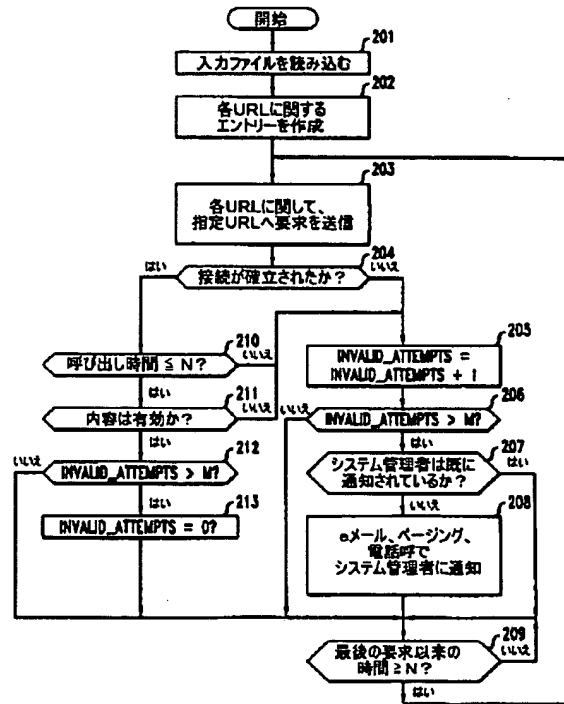 開始
201
入力ファイルを読み込む
202
各URLに関する
エントリーを作成
203
各URLに関して、
指定URLへ要求を送信
204
はい
接続が確立されたか?
いいえ
210
呼び出し時間 ≦ N?
いいえ
205
INVALID_ATTEMPTS =
INVALID_ATTEMPTS + 1
はい
211
内容は有効か?
いいえ
206
いいえ
INVALID_ATTEMPTS > M?
はい
212
いいえ
INVALID_ATTEMPTS > M?
はい
207
システム管理者は既に
通知されているか?
はい
はい
213
INVALID_ATTEMPTS = 0?
いいえ
208
eメール、ページング、
電話呼で
システム管理者に通知
209
最後の要求以来の
時間 ≧ N?
いいえ
はい